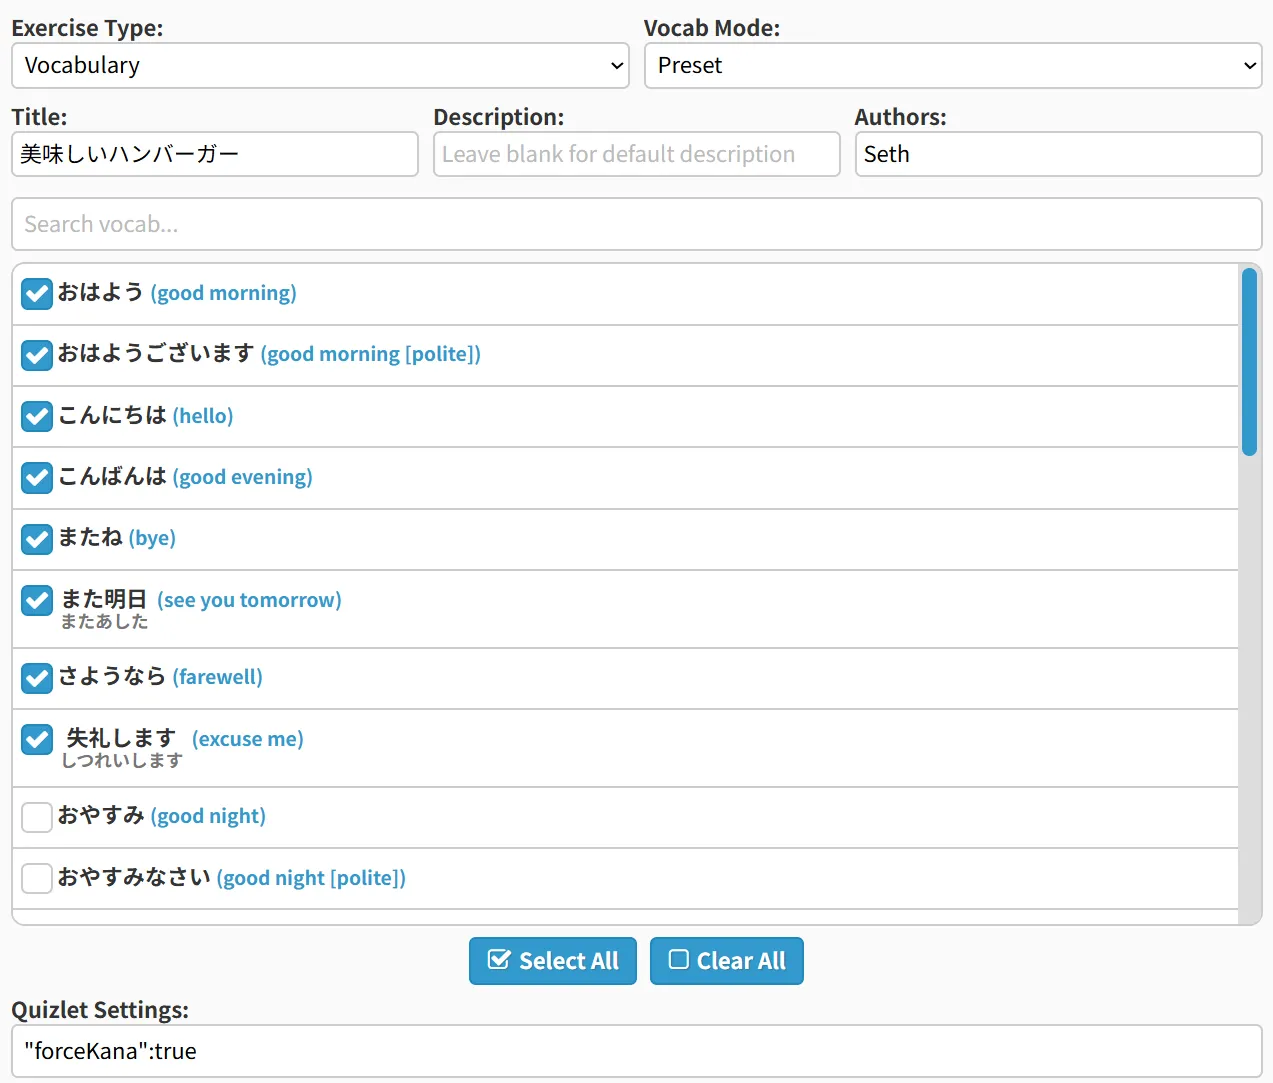 Exercise Type: Vocab Mode:
Vocabulary Preset
Title: Description: Authors:
美味しいハンバーガー Leave blank for default description Seth
Search vocab...
おはよう (good morning)
おはようございます (good morning [polite])
こんにちは (hello)
こんばんは (good evening)
またね (bye)
また明日 (see you tomorrow)
またあした
さようなら (farewell)
失礼します (excuse me)
しつれいします
おやすみ (good night)
おやすみなさい (good night [polite])
Select All Clear All
Quizlet Settings:
"forceKana":true